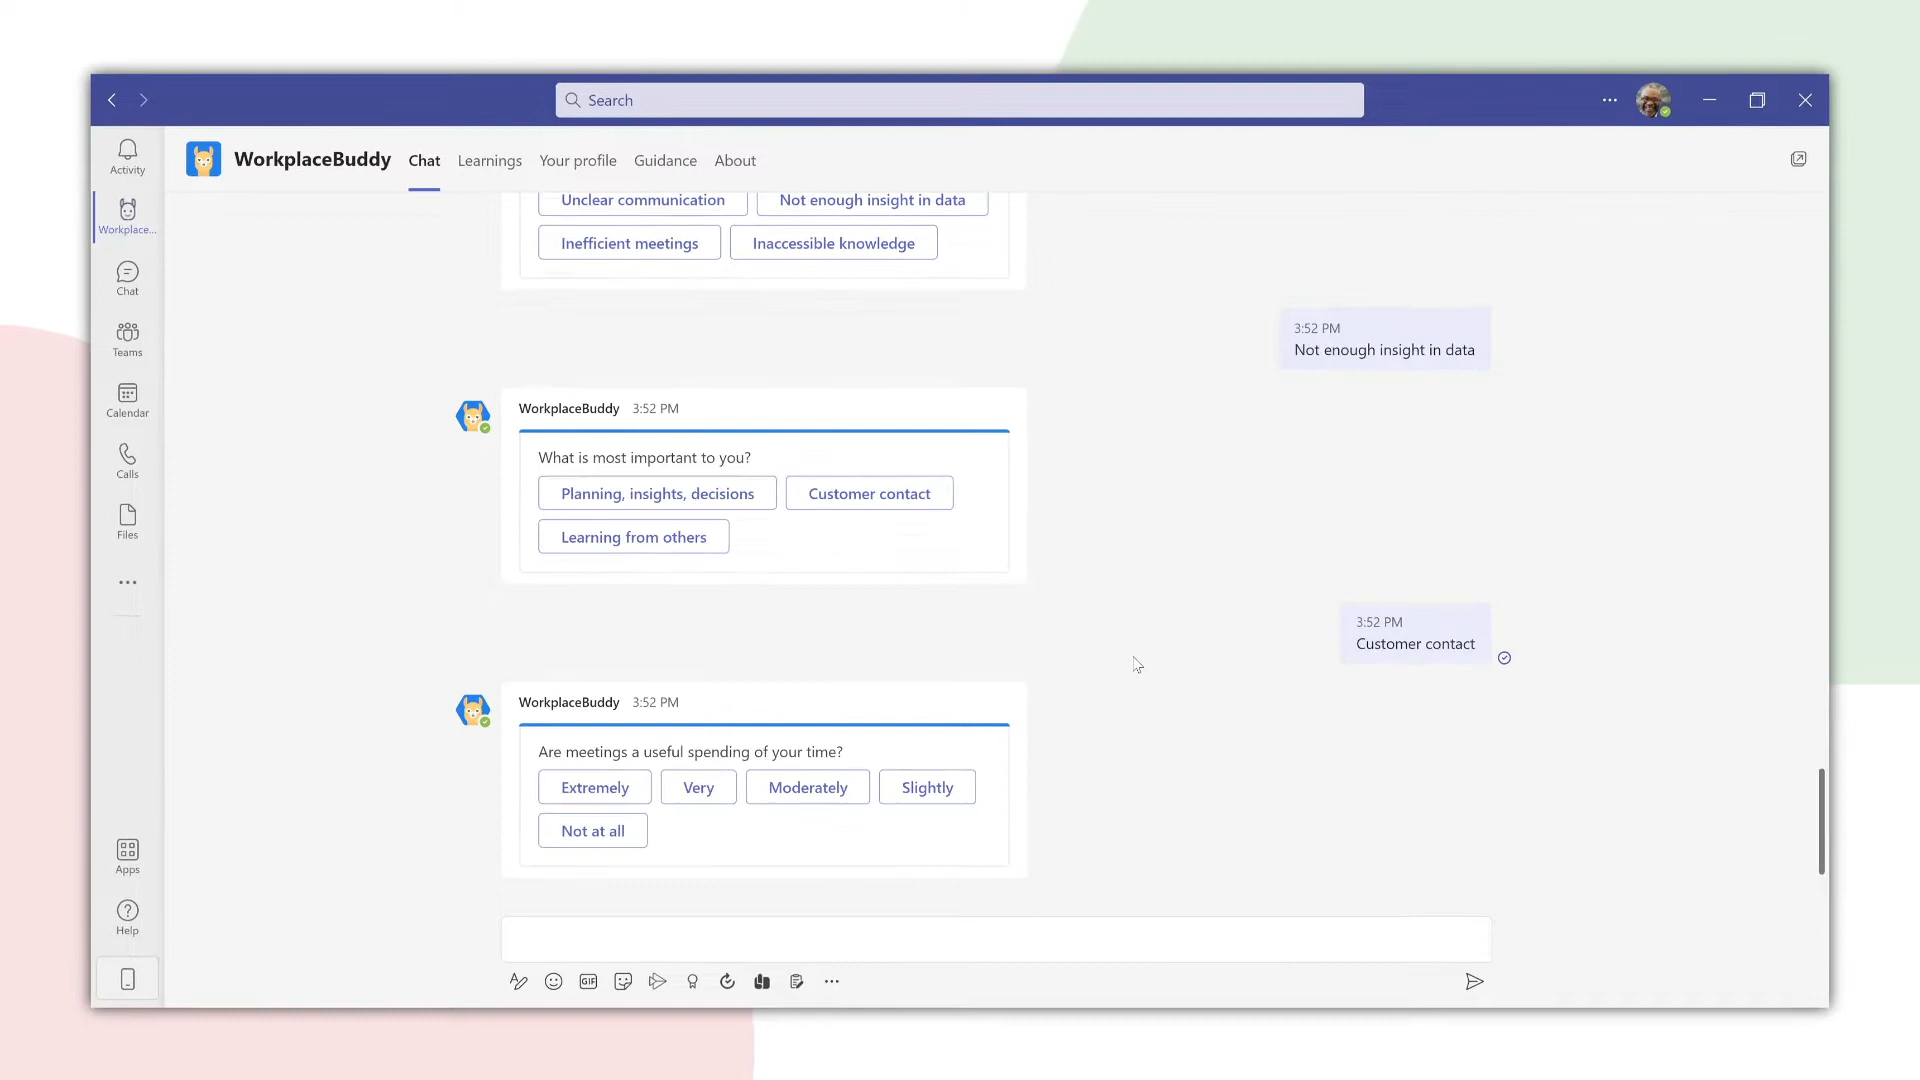 Search
WorkplaceBuddy Chat Learnings Your profile Guidance About
Activity
Workplace...
Chat
Teams
Calendar
Calls
Files
Apps
Help
Unclear communication Not enough insight in data
Inefficient meetings Inaccessible knowledge
3:52 PM
Not enough insight in data
WorkplaceBuddy 3:52 PM
What is most important to you?
Planning, insights, decisions Customer contact
Learning from others
3:52 PM
Customer contact
WorkplaceBuddy 3:52 PM
Are meetings a useful spending of your time?
Extremely Very Moderately Slightly
Not at all
GIF